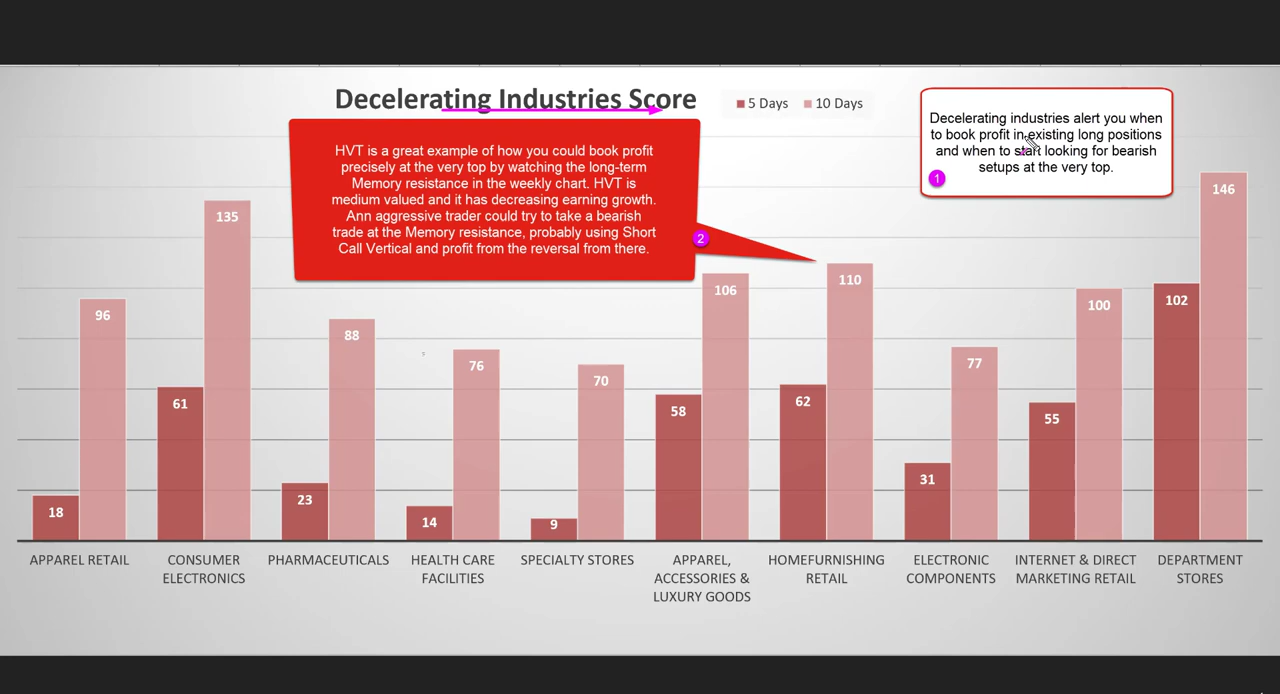 Decelerating Industries Score
5 Days
10 Days
Decelerating industries alert you when
to book profit in existing long positions
and when to start looking for bearish
setups at the very top.
1
HVT is a great example of how you could book profit
precisely at the very top by watching the long-term
Memory resistance in the weekly chart. HVT is
medium valued and it has decreasing earning growth.
Ann aggressive trader could try to take a bearish
trade at the Memory resistance, probably using Short
Call Vertical and profit from the reversal from there.
2
18
96
61
135
23
88
14
76
9
70
58
106
62
110
31
77
55
100
102
146
APPAREL RETAIL
CONSUMER
ELECTRONICS
PHARMACEUTICALS
HEALTH CARE
FACILITIES
SPECIALTY STORES
APPAREL,
ACCESSORIES &
LUXURY GOODS
HOMEFURNISHING
RETAIL
ELECTRONIC
COMPONENTS
INTERNET & DIRECT
MARKETING RETAIL
DEPARTMENT
STORES